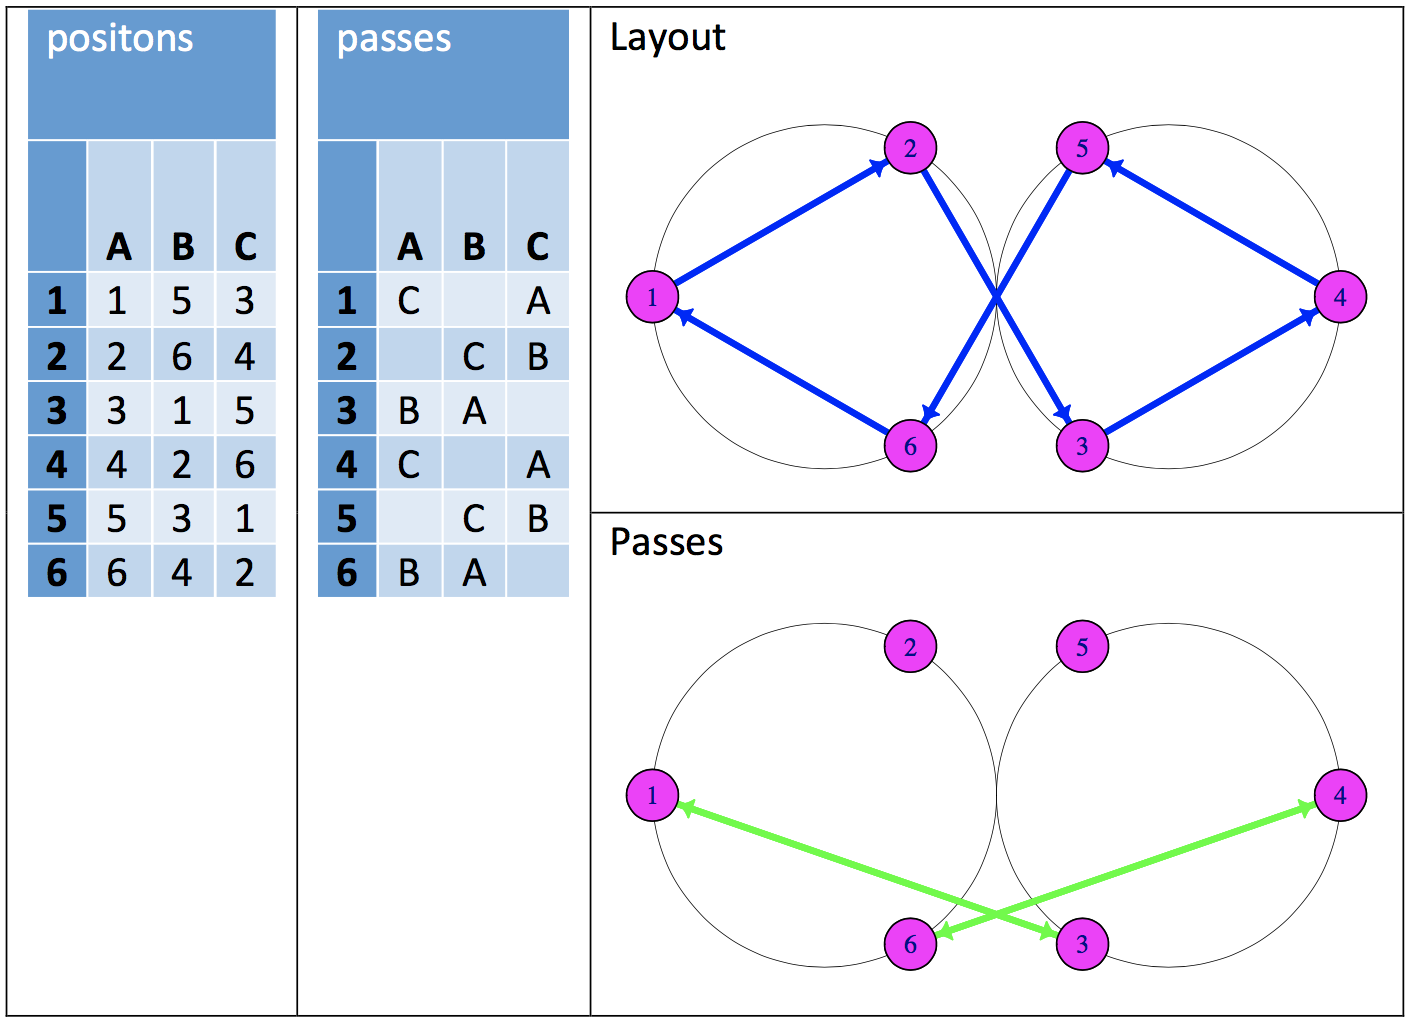 positons
A B C
1 1 5 3
2 2 6 4
3 3 1 5
4 4 2 6
5 5 3 1
6 6 4 2
passes
A B C
1 C A
2 C B
3 B A
4 C A
5 C B
6 B A
Layout
2 5
1 4
6 3
Passes
2 5
1 4
6 3